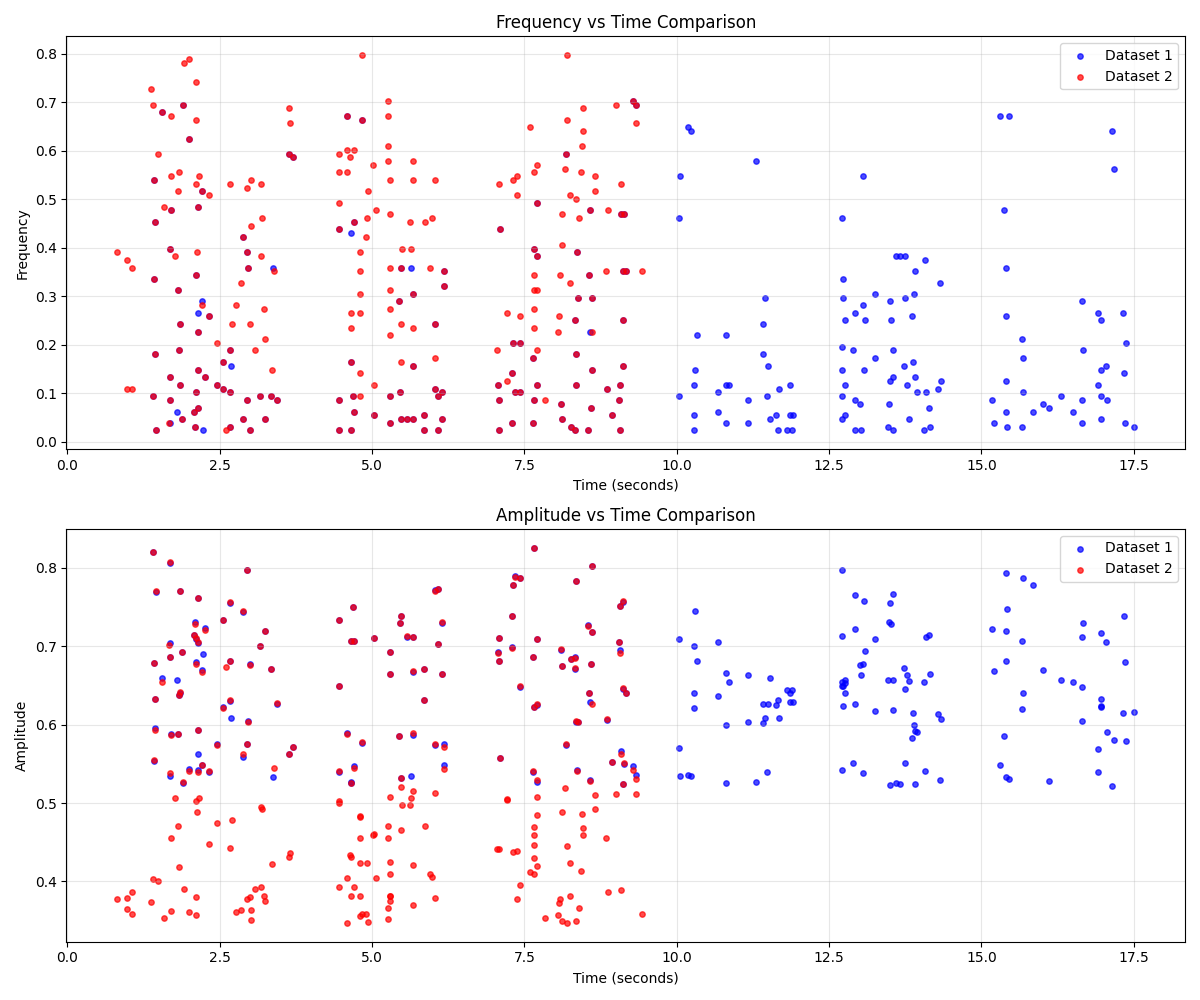 Frequency vs Time Comparison
0.8
0.7
0.6
0.5
0.4
0.3
0.2
0.1
0.0
Frequency
Dataset 1
Dataset 2
0.0 2.5 5.0 7.5 10.0 12.5 15.0 17.5
Time (seconds)
Amplitude vs Time Comparison
0.8
0.7
0.6
0.5
0.4
Amplitude
Dataset 1
Dataset 2
0.0 2.5 5.0 7.5 10.0 12.5 15.0 17.5
Time (seconds)